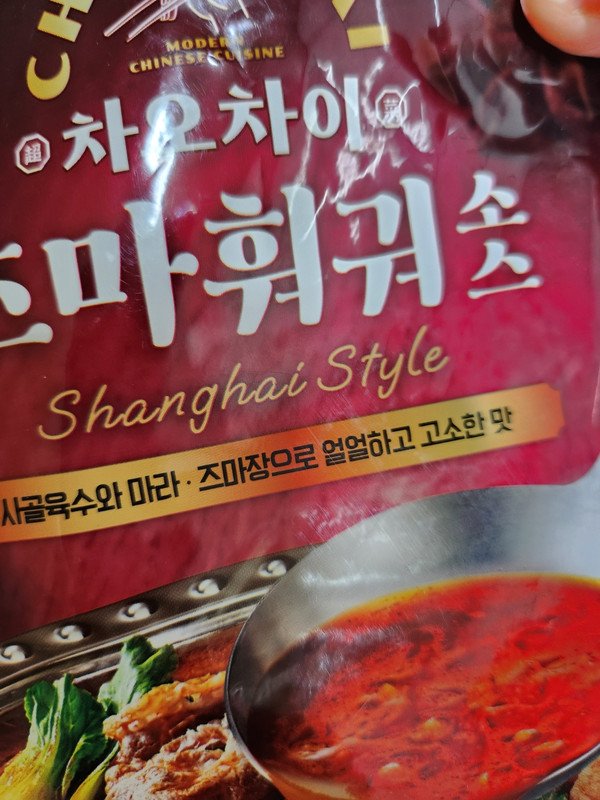 CH
MODERN
CHINESE CUISINE
超 차오차이
즈마훠궈 소스
Shanghai Style
사골육수와 마라·즈마장으로 얼얼하고 고소한 맛